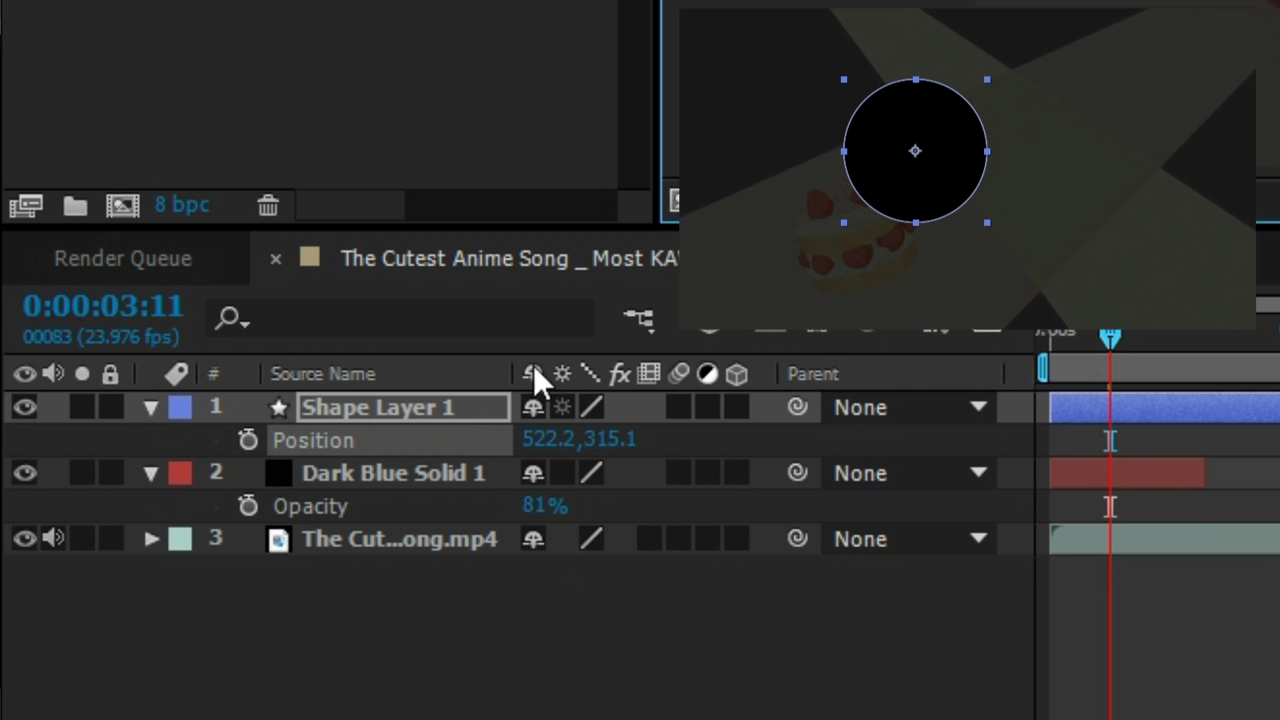 8 bpc
Render Queue
× The Cutest Anime Song _ Most KA
0:00:03:11
00083 (23.976 fps)
# Source Name fx Parent
1 Shape Layer 1 None
Position 522.2,315.1
2 Dark Blue Solid 1 None
Opacity 81%
3 The Cut...ong.mp4 None